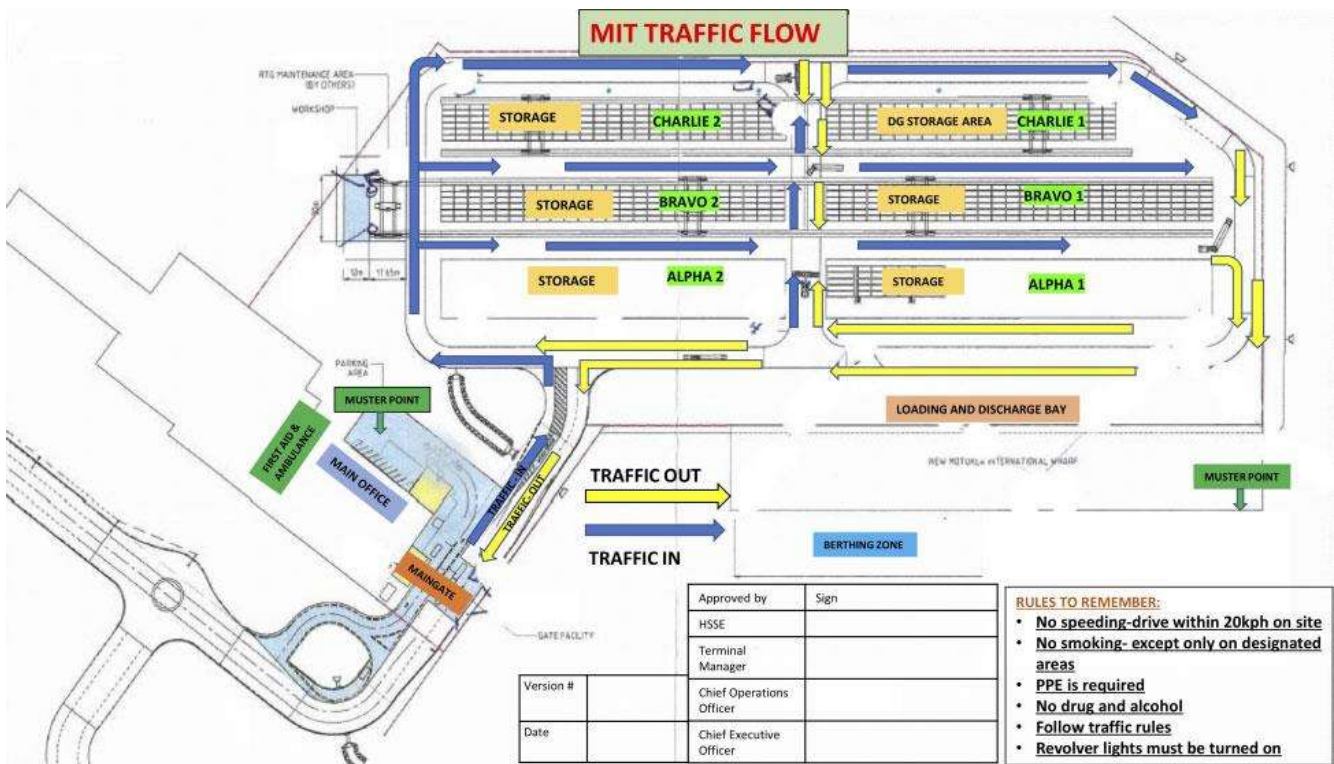 MIT TRAFFIC FLOW
RTG MAINTENANCE AREA
(BY OTHERS)
WORKSHOP
STORAGE
CHARLIE 2
DG STORAGE AREA
CHARLIE 1
STORAGE
BRAVO 2
STORAGE
BRAVO 1
STORAGE
ALPHA 2
STORAGE
ALPHA 1
PARKING
AREA
MUSTER POINT
FIRST AID &
AMBULANCE
MAIN OFFICE
TRAFFIC - IN
TRAFFIC- OUT
MAINGATE
GATE FACILITY
LOADING AND DISCHARGE BAY
TRAFFIC OUT
TRAFFIC IN
NEW MOTUKEA INTERNATIONAL WHARF
MUSTER POINT
BERTHING ZONE
Version #
Date
Approved by Sign
HSSE
Terminal
Manager
Chief Operations
Officer
Chief Executive
Officer
RULES TO REMEMBER:
• No speeding-drive within 20kph on site
• No smoking- except only on designated
areas
• PPE is required
• No drug and alcohol
• Follow traffic rules
• Revolver lights must be turned on